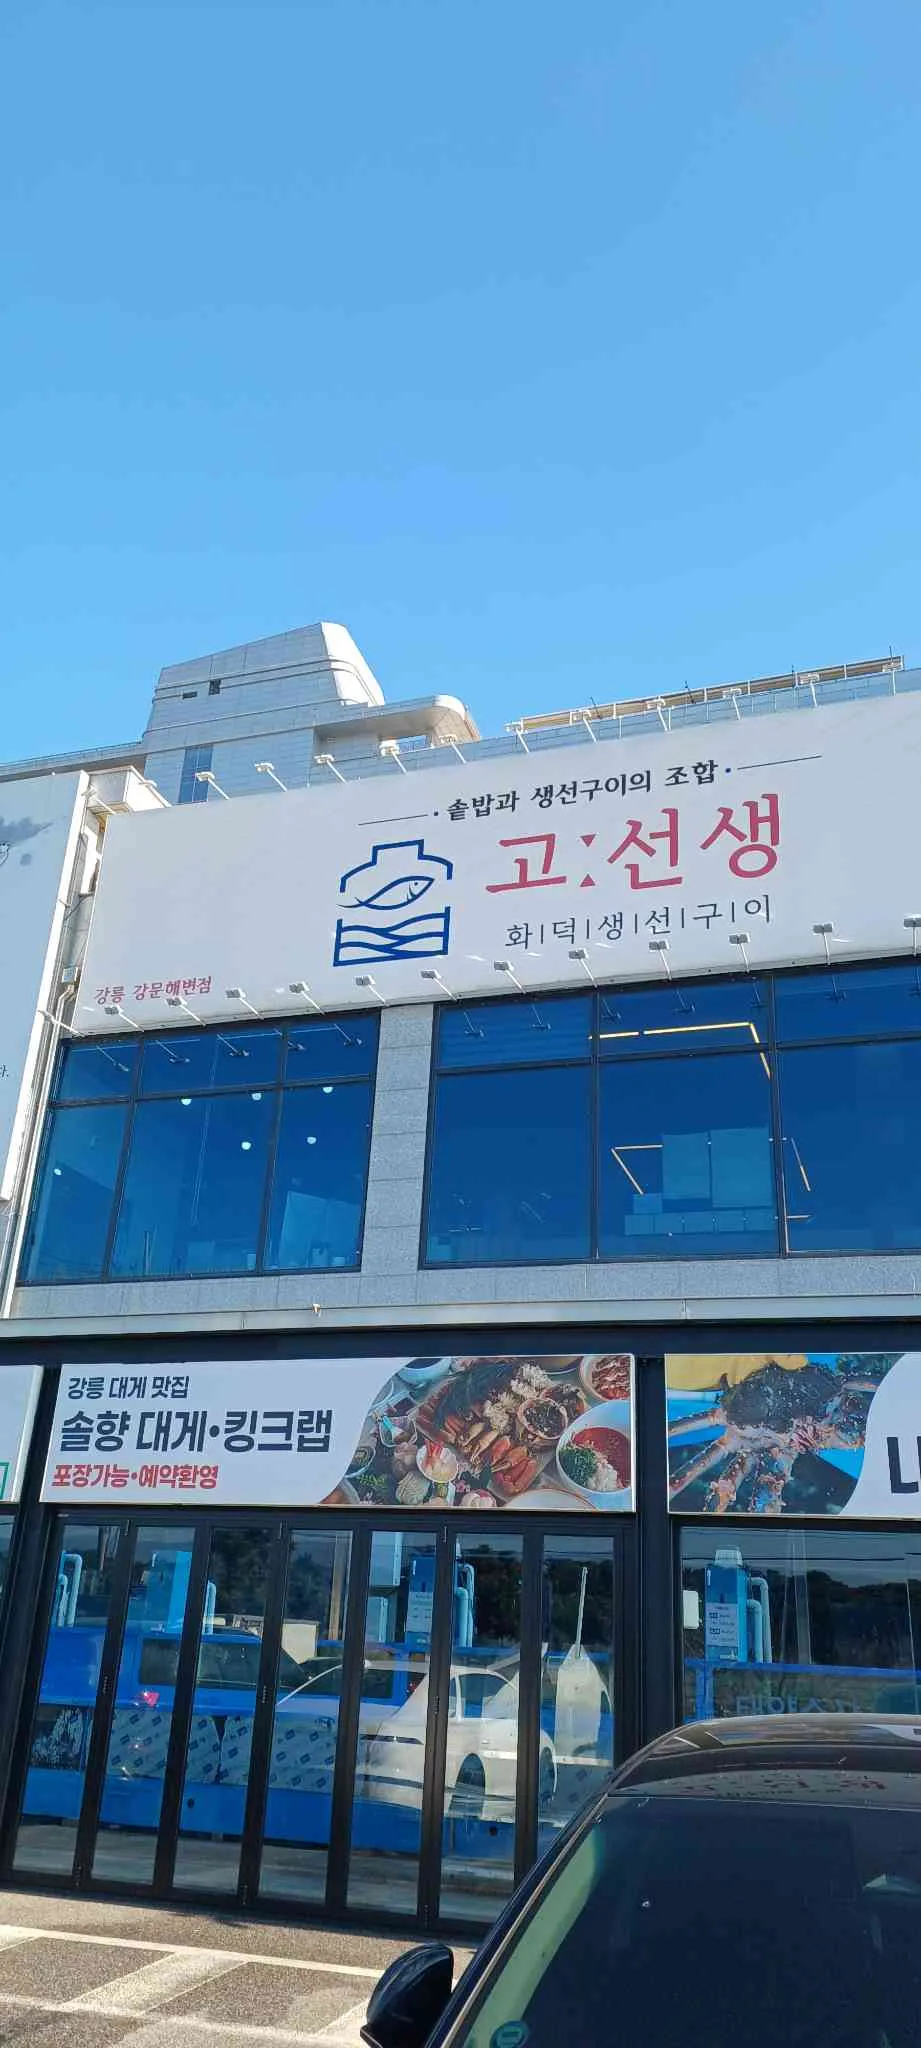 솥밥과 생선구이의 조합
고:선생
화|덕|생|선|구|이
강릉 강문해변점
다.
강릉 대게 맛집
솔향 대게•킹크랩
포장가능•예약환영